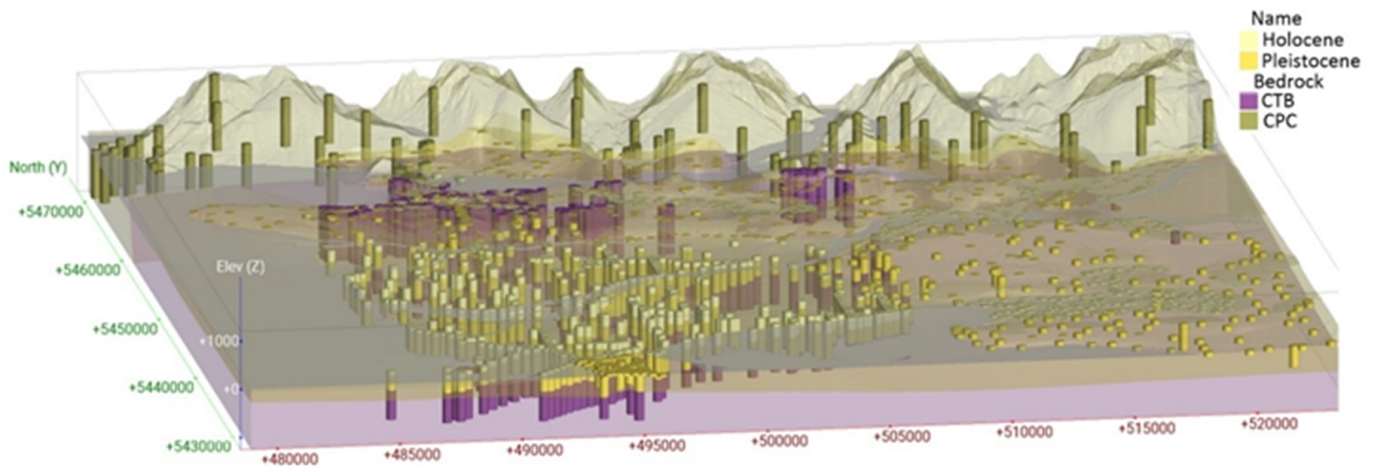 Name
Holocene
Pleistocene
Bedrock
CTB
CPC
North (Y)
+5470000
+5460000
+5450000
+5440000
+5430000
Elev (Z)
+1000
+0
+480000
+485000
+490000
+495000
+500000
+505000
+510000
+515000
+520000